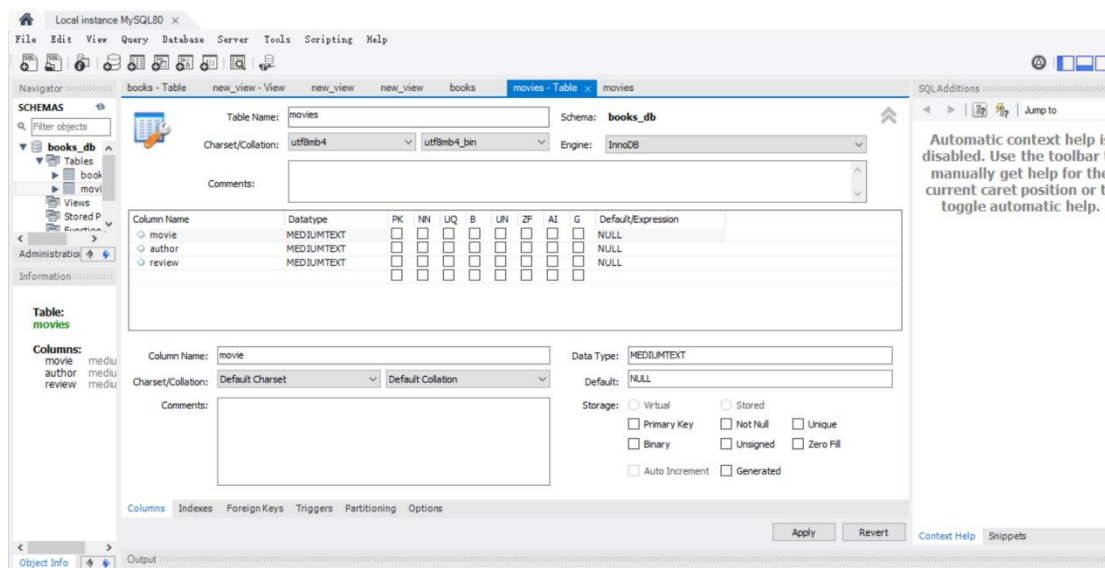 Local instance MySQL80 ×
File Edit View Query Database Server Tools Scripting Help
Navigator
SCHEMAS
Filter objects
books_db
Tables
book
movi
Views
Stored P
Administration
Information
Table:
movies
Columns:
movie mediu
author mediu
review mediu
Object Info
books - Table new_view - View new_view new_view books movies - Table × movies
Table Name: movies Schema: books_db
Charset/Collation: utf8mb4 utf8mb4_bin Engine: InnoDB
Comments:
Column Name Datatype PK NN UQ B UN ZF AI G Default/Expression
movie MEDIUMTEXT NULL
author MEDIUMTEXT NULL
review MEDIUMTEXT NULL
Column Name: movie Data Type: MEDIUMTEXT
Charset/Collation: Default Charset Default Collation Default: NULL
Comments: Storage: Virtual Stored
Primary Key Not Null Unique
Binary Unsigned Zero Fill
Auto Increment Generated
Columns Indexes Foreign Keys Triggers Partitioning Options
Apply Revert
Output
SQLAdditions
Jump to
Automatic context help is
disabled. Use the toolbar t
manually get help for the
current caret position or t
toggle automatic help.
Context Help Snippets